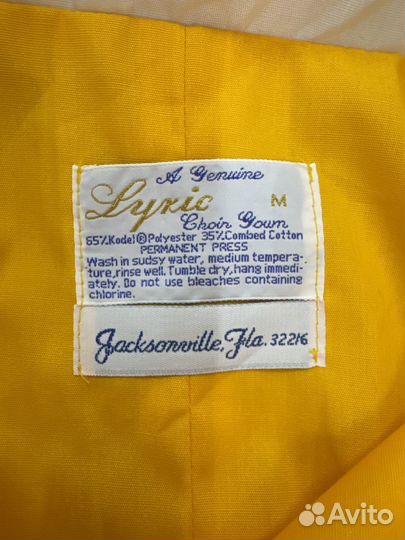 A Genuine
Lyric M
Choir Gown
65%Kodel®Polyester 35%Combed Cotton
PERMANENT PRESS
Wash in sudsy water, medium tempera-
ture,rinse well. Tumble dry, hang immedi-
ately. Do not use bleaches containing
chlorine.
Jacksonville, Fla. 32216
Avito